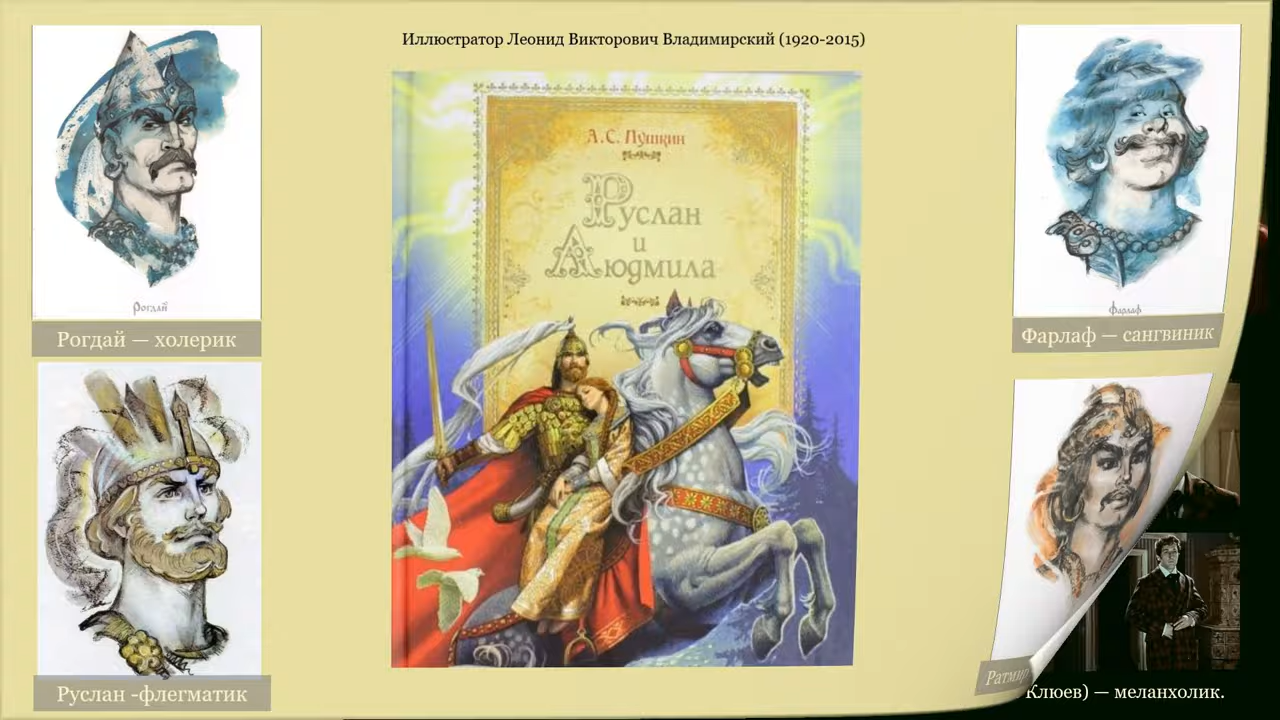 Иллюстратор Леонид Викторович Владимирский (1920-2015)
Рогдай
Рогдай — холерик
Руслан -флегматик
А.С. Пушкин
Руслан
и
Людмила
Фарлаф
Фарлаф — сангвиник
Ратмир
Клюев) — меланхолик.